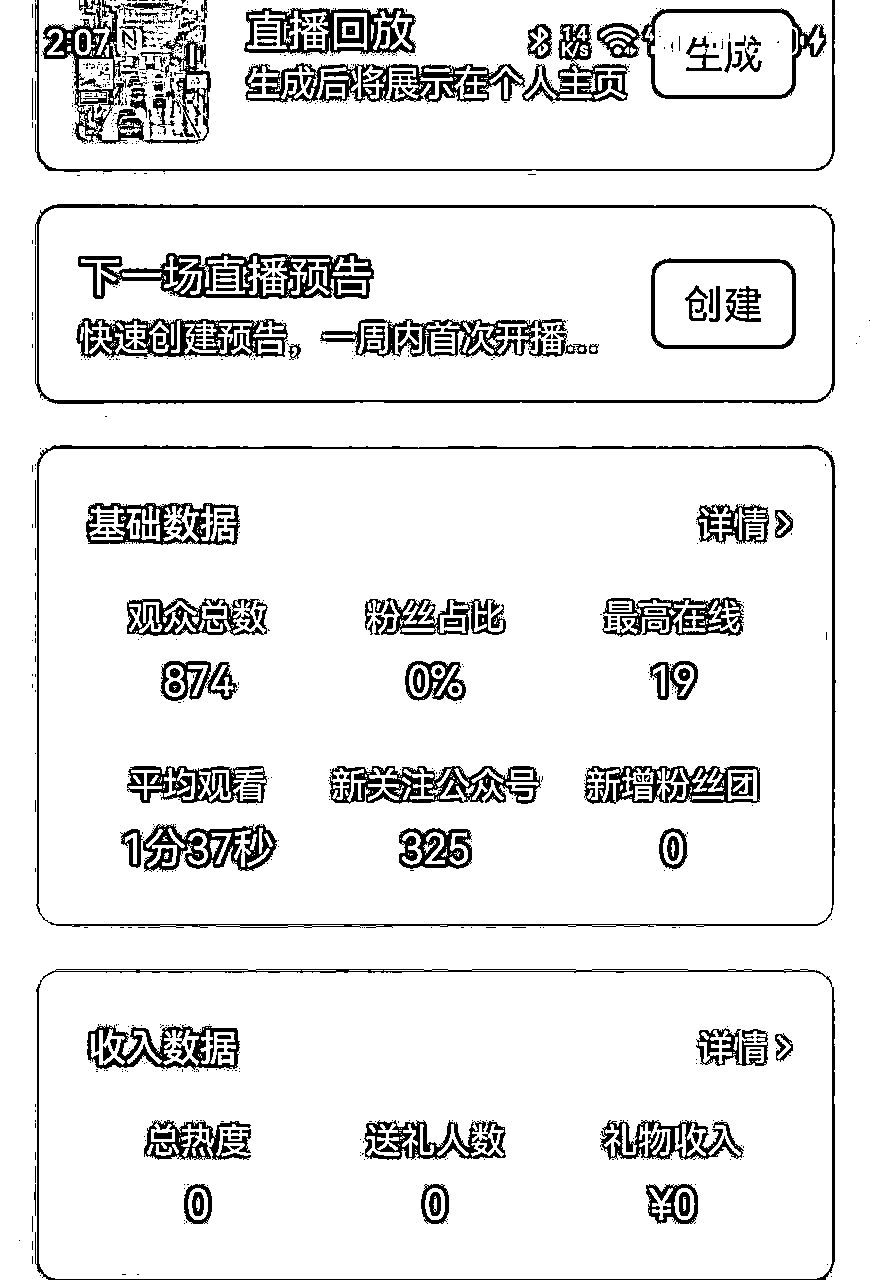 2:07
14 K/s
直播回放
生成
生成后将展示在个人主页
下一场直播预告
创建
快速创建预告，一周内首次开播...
基础数据
详情 >
观众总数 粉丝占比 最高在线
874 0% 19
平均观看 新关注公众号 新增粉丝团
1分37秒 325 0
收入数据
详情 >
总热度 送礼人数 礼物收入
0 0 ¥0